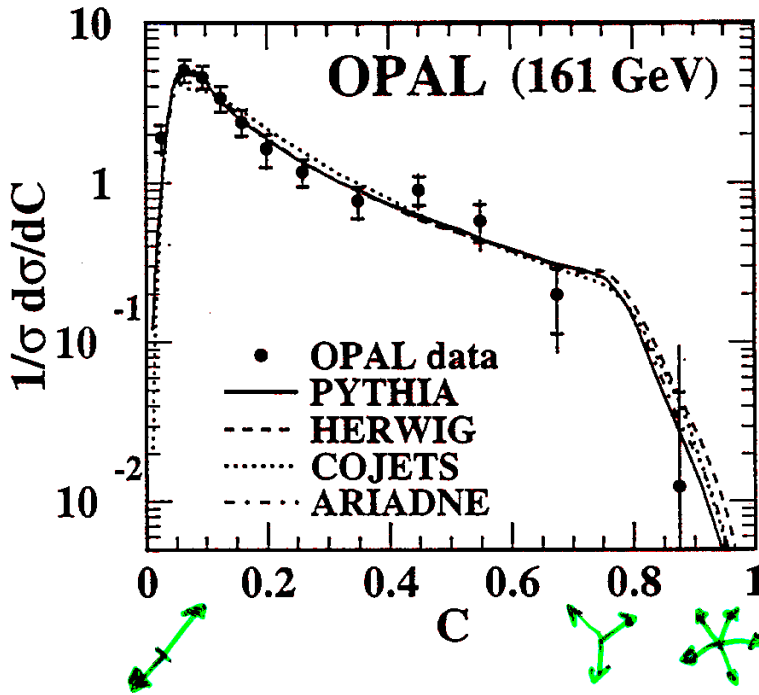 OPAL (161 GeV)
10
1
10 -1
10 -2
1/σ dσ/dC
OPAL data
PYTHIA
HERWIG
COJETS
ARIADNE
0 0.2 0.4 0.6 0.8 1
C